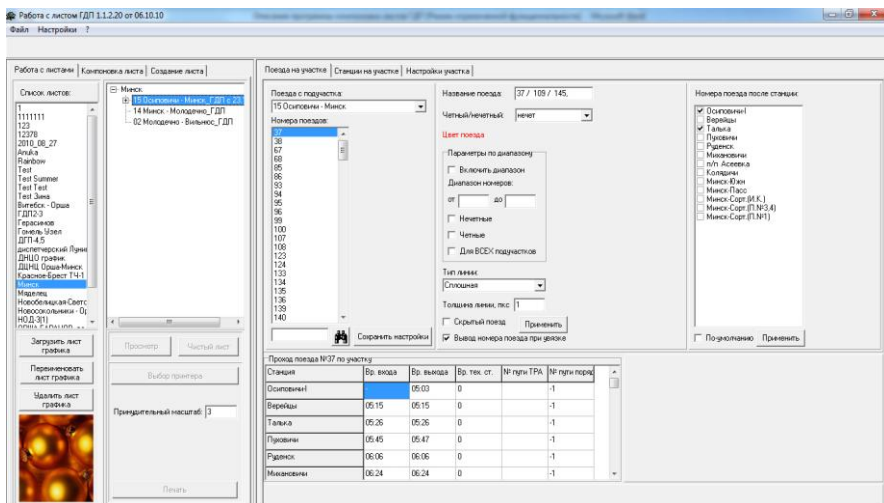 Работа с листом ГДП 1.1.2.20 от 06.10.10
Файл Настройки ?
Работа с листами Компоновка листа Создание листа
Список листов:
1
1111111
123
12378
2010_08_27
Anuka
Rainbow
Test
Test Summer
Test Test
Test Зима
Витебск - Орша
ГДП2-3
Герасимов
Гомель Узел
ДГП-4,5
диспетчерский Луни
ДНЦО график
ДЦНЦ Орша-Минск
Красное-Брест ТЧ-1
Минск
Мяделец
Новобелицкая-Светс
Новосокольники - Ор
НОД-3(1)
Загрузить лист графика
Переименовать лист графика
Удалить лист графика
Минск
15 Осиповичи - Минск_ГДП с 23.
14 Минск - Молодечно_ГДП
02 Молодечно - Вильнюс_ГДП
Просмотр Чистый лист
Выбор принтера
Принудительный масштаб: 3
Печать
Поезда на участке Станции на участке Настройки участка
Поезда с подучастка:
15 Осиповичи - Минск
Номера поездов:
37
38
67
68
85
86
93
94
95
96
99
100
107
108
123
124
133
134
135
136
139
140
Сохранить настройки
Название поезда: 37 / 109 / 145,
Четный/нечетный: нечет
Цвет поезда
Параметры по диапазону
Включить диапазон
Диапазон номеров:
от до
Нечетные
Четные
Для ВСЕХ подучастков
Тип линии:
Сплошная
Толщина линии, пкс 1
Скрытый поезд Применить
Вывод номера поезда при увязке
Номера поезда после станции:
Осиповичи-I
Верейцы
Талька
Пуховичи
Руденск
Михановичи
п/п Асеевка
Колядичи
Минск-Южн
Минск-Пасс
Минск-Сорт.(И.К.)
Минск-Сорт.(П.№3,4)
Минск-Сорт.(П.№1)
По-умолчанию Применить
Проход поезда №37 по участку
Станция Вр. входа Вр. выхода Вр. тех. ст. № пути ТРА № пути поряд
Осиповичи-I - 05:03 0 -1
Верейцы 05:15 05:15 0 -1
Талька 05:26 05:26 0 -1
Пуховичи 05:45 05:47 0 -1
Руденск 06:06 06:06 0 -1
Михановичи 06:24 06:24 0 -1